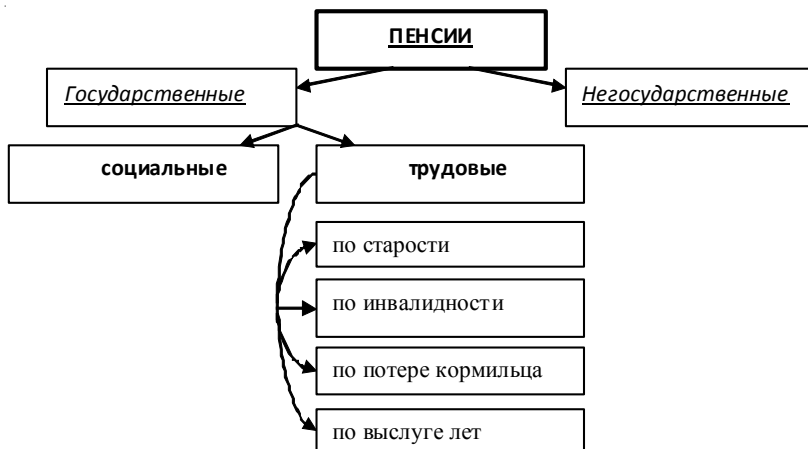 ПЕНСИИ
Государственные
Негосударственные
социальные
трудовые
по старости
по инвалидности
по потере кормильца
по выслуге лет